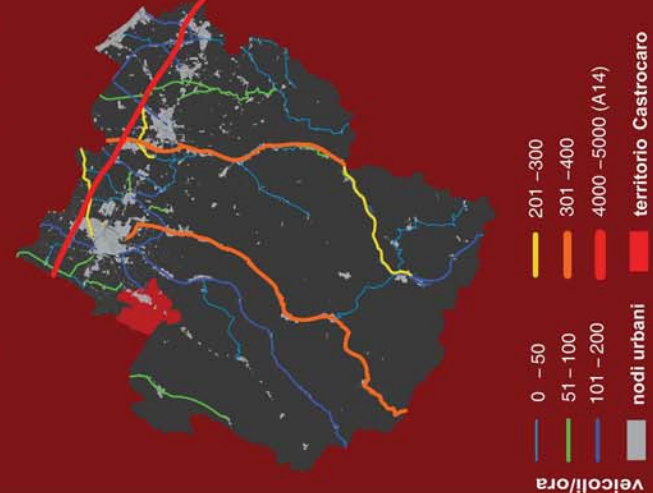 veicoli/ora
0 – 50
51 – 100
101 – 200
nodi urbani
201 –300
301 –400
4000 –5000 (A14)
territorio Castrocaro